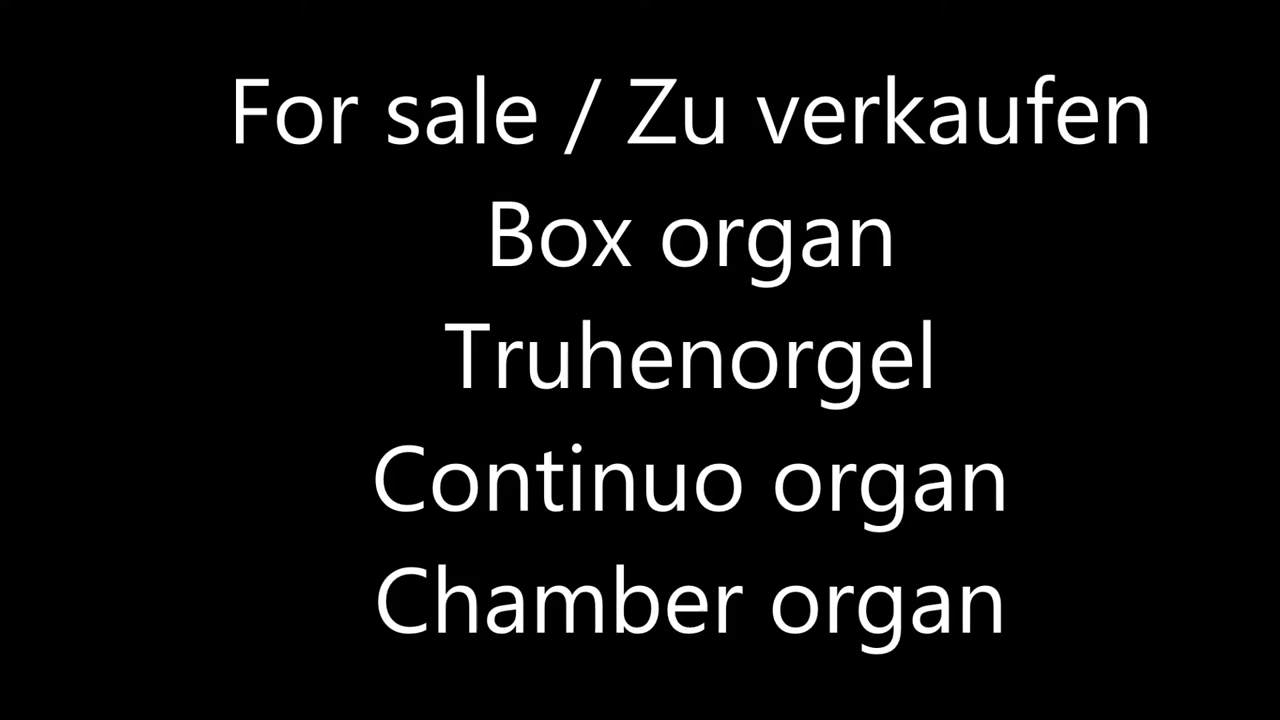 For sale / Zu verkaufen
Box organ
Truhenorgel
Continuo organ
Chamber organ